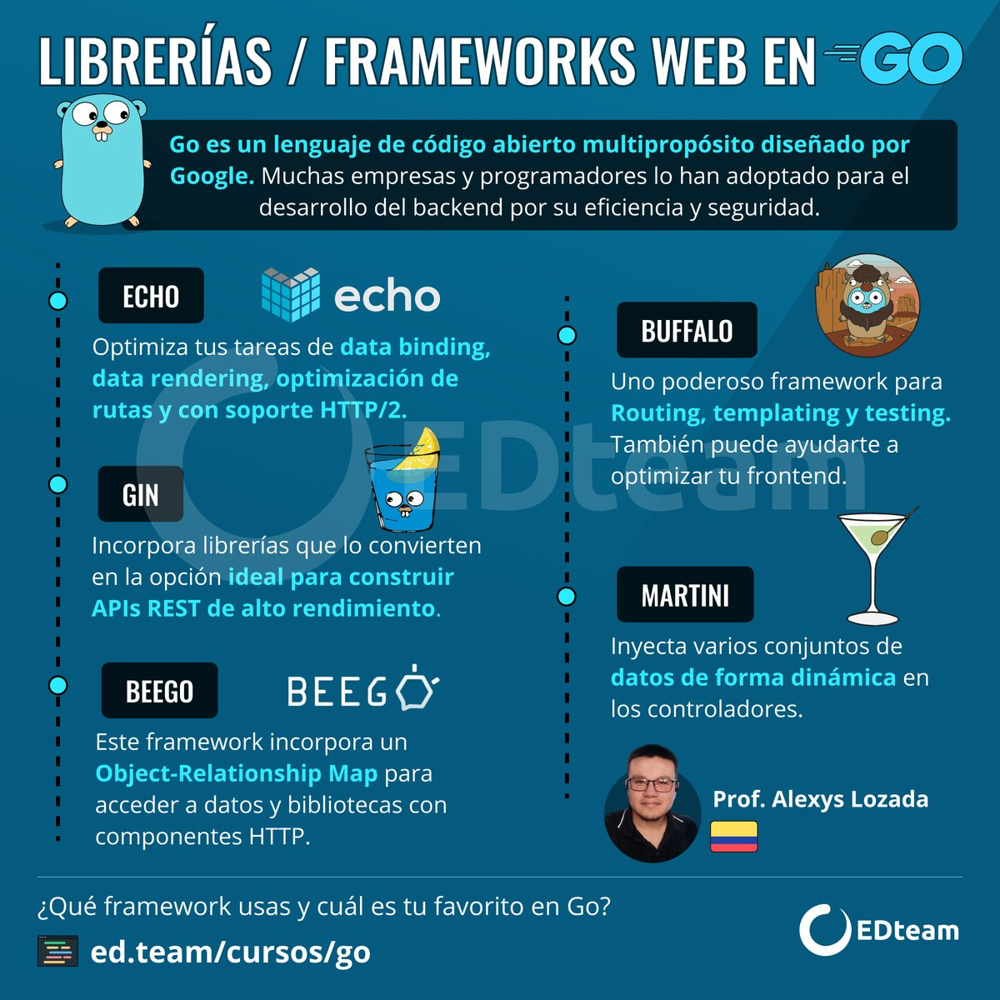 LIBRERÍAS / FRAMEWORKS WEB EN GO
Go es un lenguaje de código abierto multipropósito diseñado por
Google. Muchas empresas y programadores lo han adoptado para el
desarrollo del backend por su eficiencia y seguridad.
ECHO
echo
Optimiza tus tareas de data binding,
data rendering, optimización de
rutas y con soporte HTTP/2.
GIN
Incorpora librerías que lo convierten
en la opción ideal para construir
APIs REST de alto rendimiento.
BEEGO
BEEGO
Este framework incorpora un
Object-Relationship Map para
acceder a datos y bibliotecas con
componentes HTTP.
BUFFALO
Uno poderoso framework para
Routing, templating y testing.
También puede ayudarte a
optimizar tu frontend.
MARTINI
Inyecta varios conjuntos de
datos de forma dinámica en
los controladores.
Prof. Alexys Lozada
EDteam
¿Qué framework usas y cuál es tu favorito en Go?
ed.team/cursos/go
EDteam